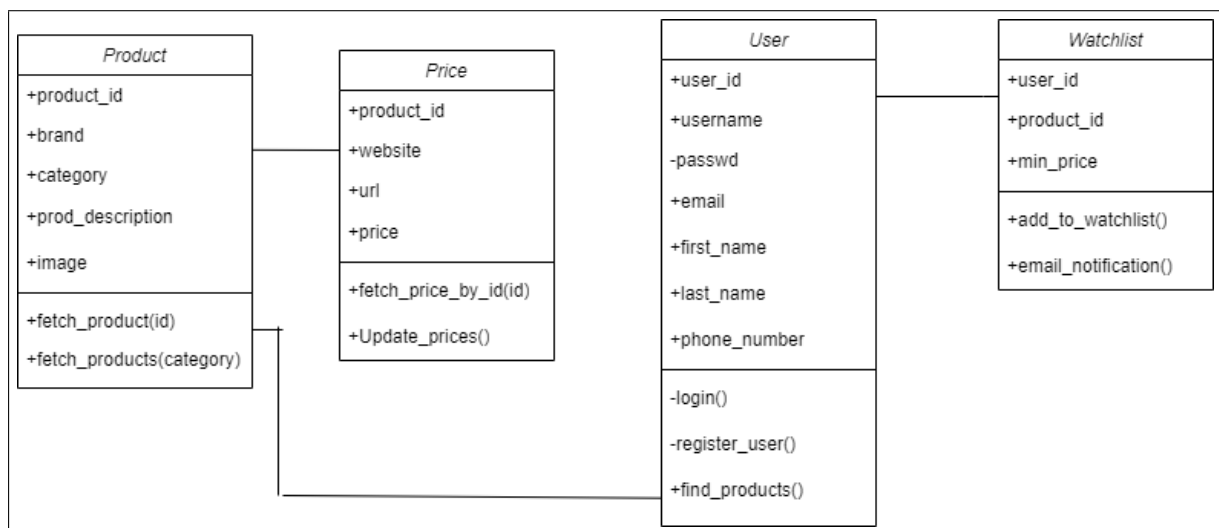 Product
+product_id
+brand
+category
+prod_description
+image
+fetch_product(id)
+fetch_products(category)
Price
+product_id
+website
+url
+price
+fetch_price_by_id(id)
+Update_prices()
User
+user_id
+username
-passwd
+email
+first_name
+last_name
+phone_number
-login()
-register_user()
+find_products()
Watchlist
+user_id
+product_id
+min_price
+add_to_watchlist()
+email_notification()